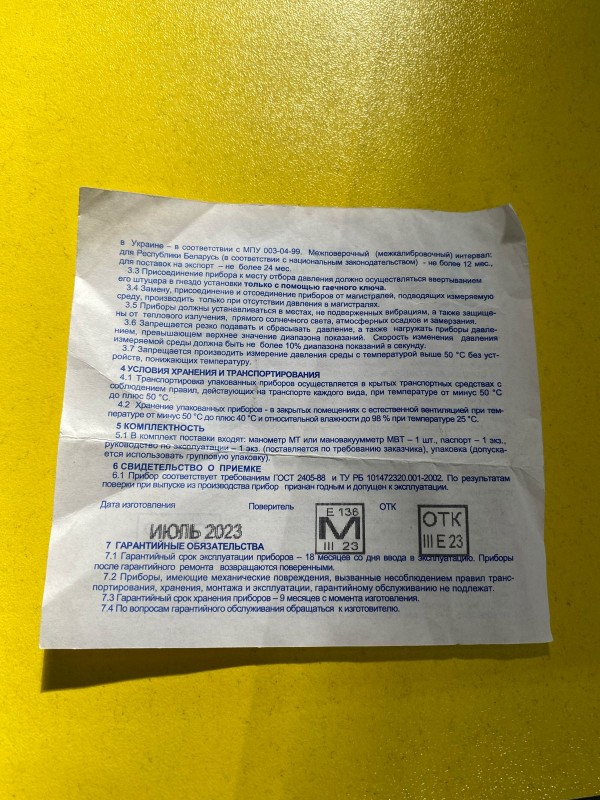 в Украине – в соответствии с МПУ 003-04-99. Межповерочный (межкалибровочный) интервал:
для Республики Беларусь (в соответствии с национальным законодательством) - не более 12 мес.,
для поставок на экспорт – не более 24 мес.
3.3 Присоединение прибора к месту отбора давления должно осуществляться ввертыванием
его штуцера в гнездо установки только с помощью гаечного ключа.
3.4 Замену, присоединение и отсоединение приборов от магистралей, подводящих измеряемую
среду, производить только при отсутствии давления в магистралях.
3.5 Приборы должны устанавливаться в местах, не подверженных вибрациям, а также защище-
ны от теплового излучения, прямого солнечного света, атмосферных осадков и замерзания.
3.6 Запрещается резко подавать и сбрасывать давление, а также нагружать приборы давле-
нием, превышающем верхнее значение диапазона показаний. Скорость изменения давления
измеряемой среды должна быть не более 10% диапазона показаний в секунду.
3.7 Запрещается производить измерение давления среды с температурой выше 50 °С без уст-
ройств, понижающих температуру.
4 УСЛОВИЯ ХРАНЕНИЯ И ТРАНСПОРТИРОВАНИЯ
4.1 Транспортировка упакованных приборов осуществляется в крытых транспортных средствах с
соблюдением правил, действующих на транспорте каждого вида, при температуре от минус 50 °С
до плюс 50 °С.
4.2 Хранение упакованных приборов - в закрытых помещениях с естественной вентиляцией при тем-
пературе от минус 50 °С до плюс 40 °С и относительной влажности до 98 % при температуре 25 °С.
5 КОМПЛЕКТНОСТЬ
5.1 В комплект поставки входят: манометр МТ или мановакуумметр МВТ – 1 шт., паспорт – 1 экз.,
руководство по эксплуатации – 1 экз. (поставляется по требованию заказчика), упаковка (допуска-
ется использовать групповую упаковку).
6 СВИДЕТЕЛЬСТВО О ПРИЕМКЕ
6.1 Прибор соответствует требованиям ГОСТ 2405-88 и ТУ РБ 101472320.001-2002. По результатам
поверки при выпуске из производства прибор признан годным и допущен к эксплуатации.
Дата изготовления Поверитель ОТК
ИЮЛЬ 2023
E 136
М
III 23
ОТК
III E 23
7 ГАРАНТИЙНЫЕ ОБЯЗАТЕЛЬСТВА
7.1 Гарантийный срок эксплуатации приборов – 18 месяцев со дня ввода в эксплуатацию. Приборы
после гарантийного ремонта возвращаются поверенными.
7.2 Приборы, имеющие механические повреждения, вызванные несоблюдением правил транс-
портирования, хранения, монтажа и эксплуатации, гарантийному обслуживанию не подлежат.
7.3 Гарантийный срок хранения приборов – 9 месяцев с момента изготовления.
7.4 По вопросам гарантийного обслуживания обращаться к изготовителю.